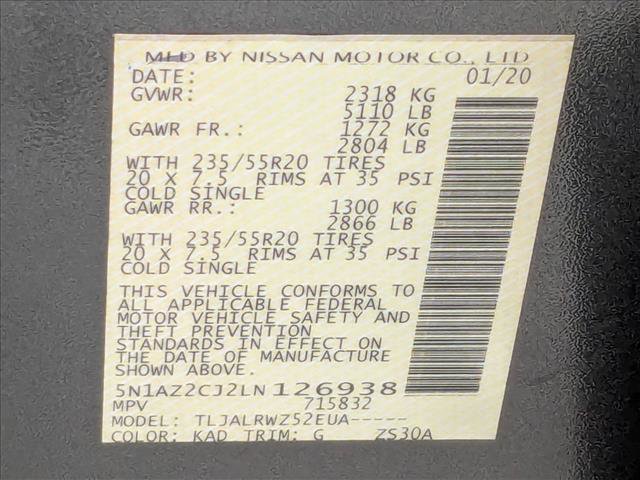 MFD BY NISSAN MOTOR CO., LTD
DATE: 01/20
GVWR: 2318 KG
5110 LB
GAWR FR.: 1272 KG
2804 LB
WITH 235/55R20 TIRES
20 X 7.5 RIMS AT 35 PSI
COLD SINGLE
GAWR RR.: 1300 KG
2866 LB
WITH 235/55R20 TIRES
20 X 7.5 RIMS AT 35 PSI
COLD SINGLE
THIS VEHICLE CONFORMS TO
ALL APPLICABLE FEDERAL
MOTOR VEHICLE SAFETY AND
THEFT PREVENTION
STANDARDS IN EFFECT ON
THE DATE OF MANUFACTURE
SHOWN ABOVE.
5N1AZ2CJ2LN126938
MPV 715832
MODEL: TLJALRWZ52EUA-----
COLOR: KAD TRIM: G ZS30A